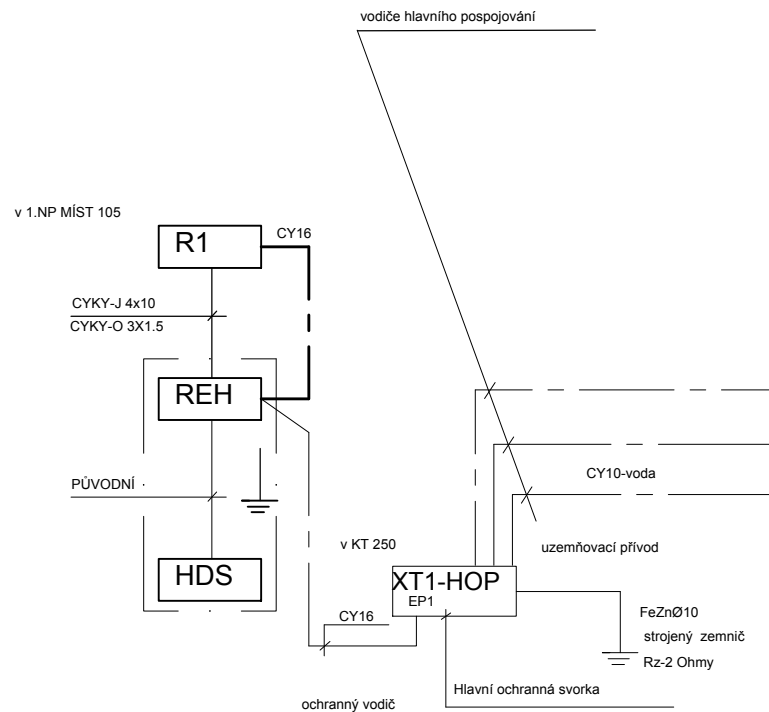 vodiče hlavního pospojování
v 1.NP MÍST 105
R1
CY16
CYKY-J 4x10
CYKY-O 3X1.5
REH
PŮVODNÍ
HDS
CY10-voda
v KT 250
uzemňovací přívod
XT1-HOP
EP1
CY16
FeZnØ10
strojený zemnič
Rz-2 Ohmy
Hlavní ochranná svorka
ochranný vodič